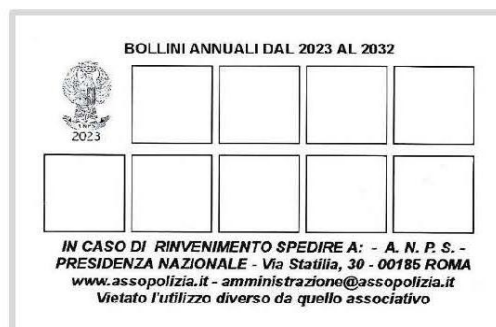 BOLLINI ANNUALI DAL 2023 AL 2032
2023
IN CASO DI RINVENIMENTO SPEDIRE A: - A. N. P. S. -
PRESIDENZA NAZIONALE - Via Statilia, 30 - 00185 ROMA
www.assopolizia.it - amministrazione@assopolizia.it
Vietato l'utilizzo diverso da quello associativo